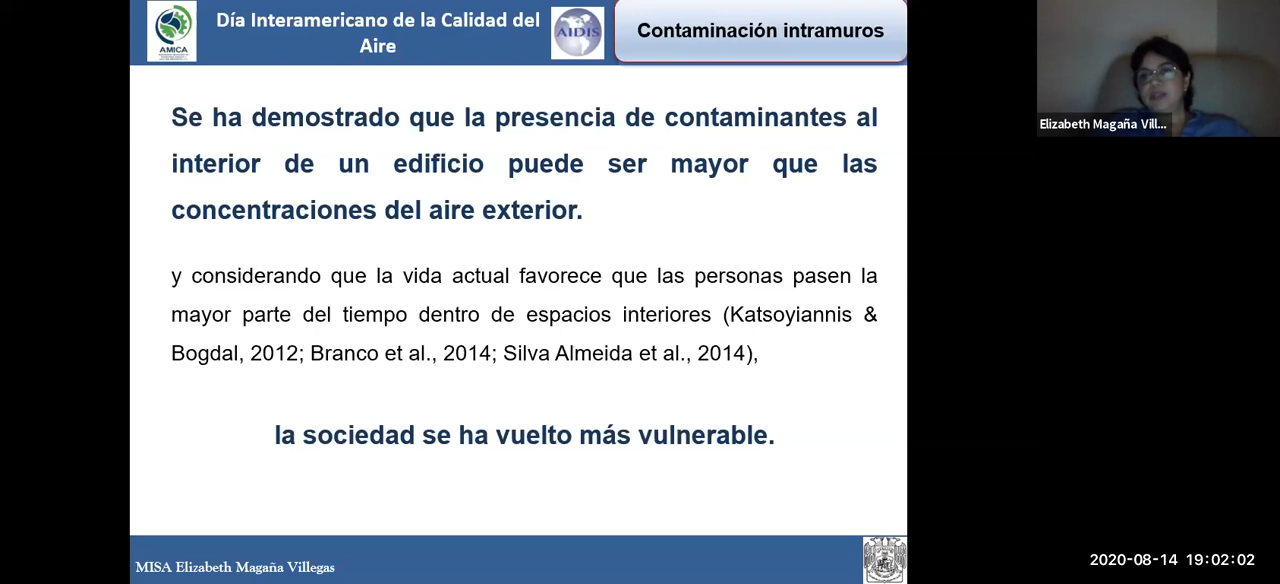 AMICA
Día Interamericano de la Calidad del
Aire
AIDIS
Contaminación intramuros
Se ha demostrado que la presencia de contaminantes al
interior de un edificio puede ser mayor que las
concentraciones del aire exterior.
y considerando que la vida actual favorece que las personas pasen la
mayor parte del tiempo dentro de espacios interiores (Katsoyiannis &
Bogdal, 2012; Branco et al., 2014; Silva Almeida et al., 2014),
la sociedad se ha vuelto más vulnerable.
MISA Elizabeth Magaña Villegas
Elizabeth Magaña Vill...
2020-08-14 19:02:02